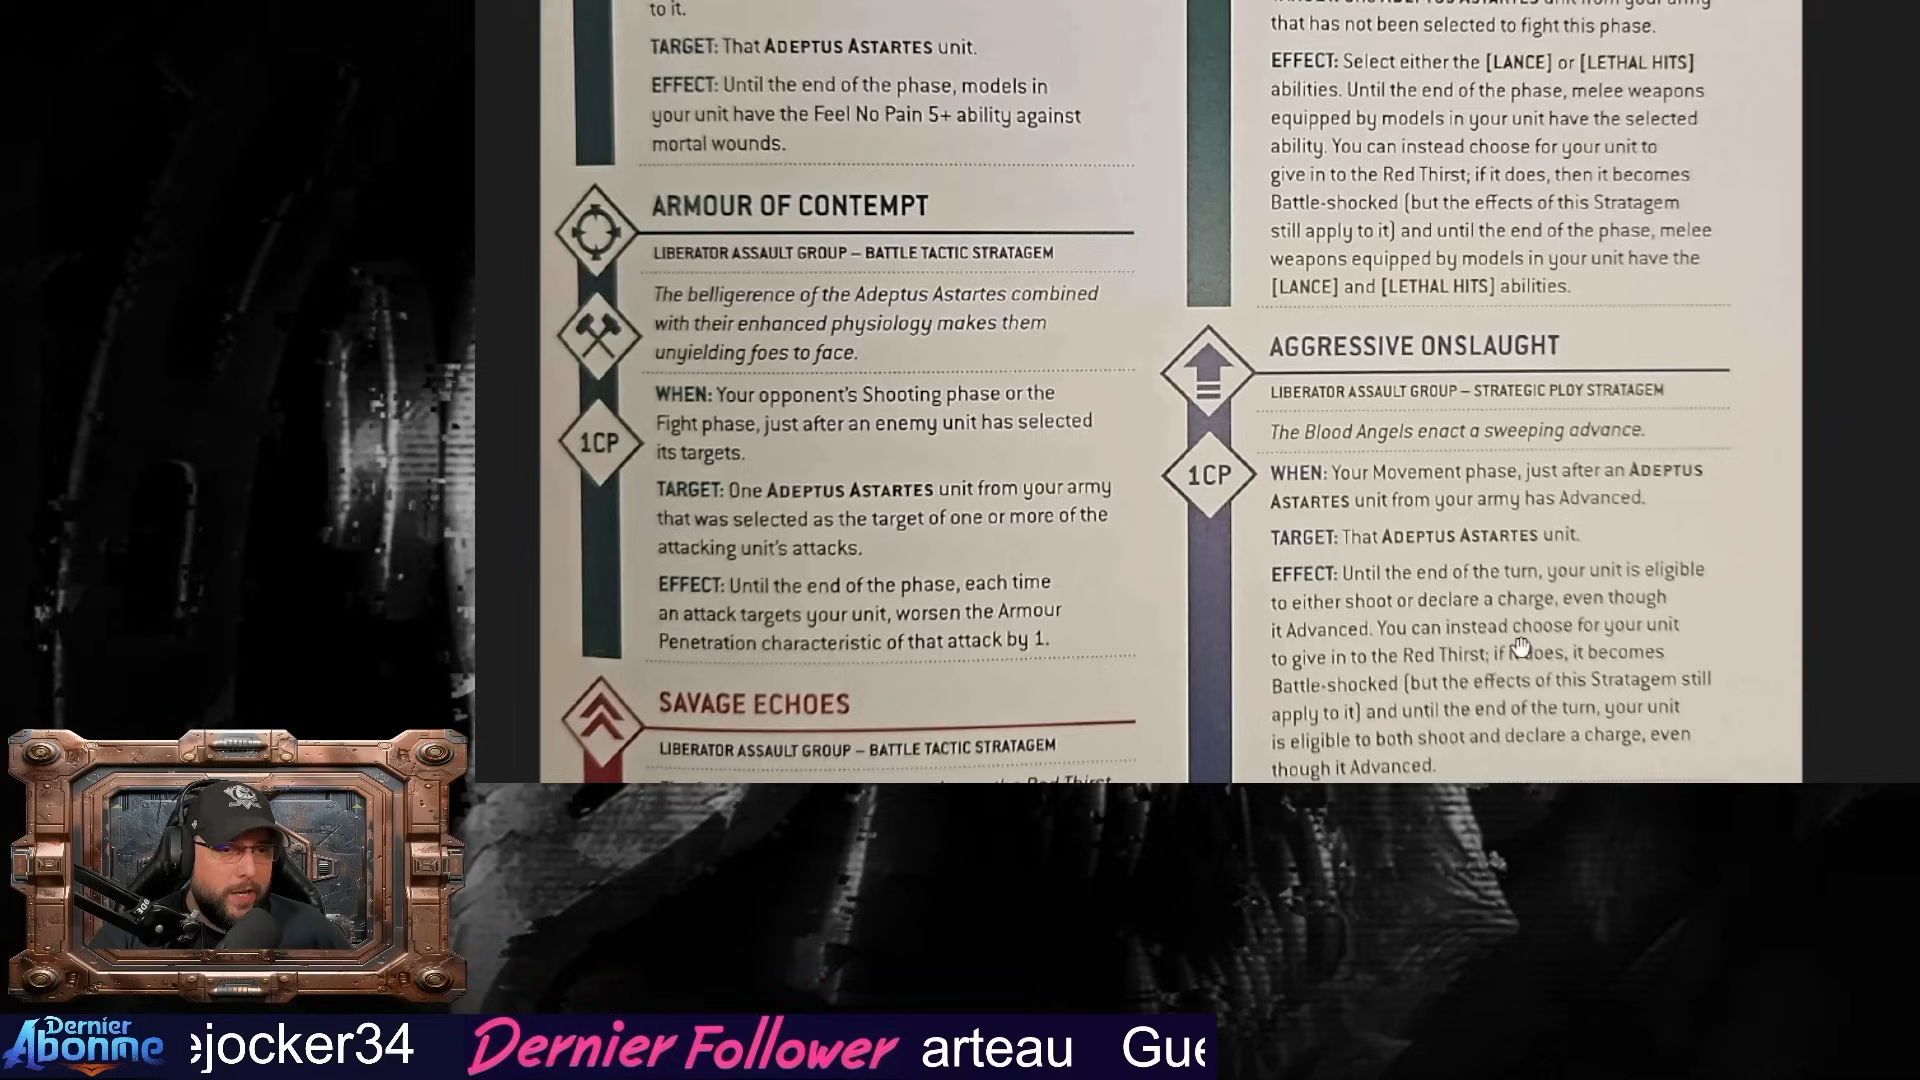 to it.
TARGET: That ADEPTUS ASTARTES unit.
EFFECT: Until the end of the phase, models in
your unit have the Feel No Pain 5+ ability against
mortal wounds.
ARMOUR OF CONTEMPT
LIBERATOR ASSAULT GROUP – BATTLE TACTIC STRATAGEM
The belligerence of the Adeptus Astartes combined
with their enhanced physiology makes them
unyielding foes to face.
WHEN: Your opponent's Shooting phase or the
Fight phase, just after an enemy unit has selected
its targets.
1CP
TARGET: One ADEPTUS ASTARTES unit from your army
that was selected as the target of one or more of the
attacking unit's attacks.
EFFECT: Until the end of the phase, each time
an attack targets your unit, worsen the Armour
Penetration characteristic of that attack by 1.
SAVAGE ECHOES
LIBERATOR ASSAULT GROUP – BATTLE TACTIC STRATAGEM
Red Thirst
that has not been selected to fight this phase.
EFFECT: Select either the [LANCE] or [LETHAL HITS]
abilities. Until the end of the phase, melee weapons
equipped by models in your unit have the selected
ability. You can instead choose for your unit to
give in to the Red Thirst; if it does, then it becomes
Battle-shocked (but the effects of this Stratagem
still apply to it) and until the end of the phase, melee
weapons equipped by models in your unit have the
[LANCE] and [LETHAL HITS] abilities.
AGGRESSIVE ONSLAUGHT
LIBERATOR ASSAULT GROUP – STRATEGIC PLOY STRATAGEM
The Blood Angels enact a sweeping advance.
1CP
WHEN: Your Movement phase, just after an ADEPTUS
ASTARTES unit from your army has Advanced.
TARGET: That ADEPTUS ASTARTES unit.
EFFECT: Until the end of the turn, your unit is eligible
to either shoot or declare a charge, even though
it Advanced. You can instead choose for your unit
to give in to the Red Thirst; if does, it becomes
Battle-shocked (but the effects of this Stratagem still
apply to it) and until the end of the turn, your unit
is eligible to both shoot and declare a charge, even
though it Advanced.
Dernier
Abonné
ejocker34
Dernier Follower
arteau
Gue